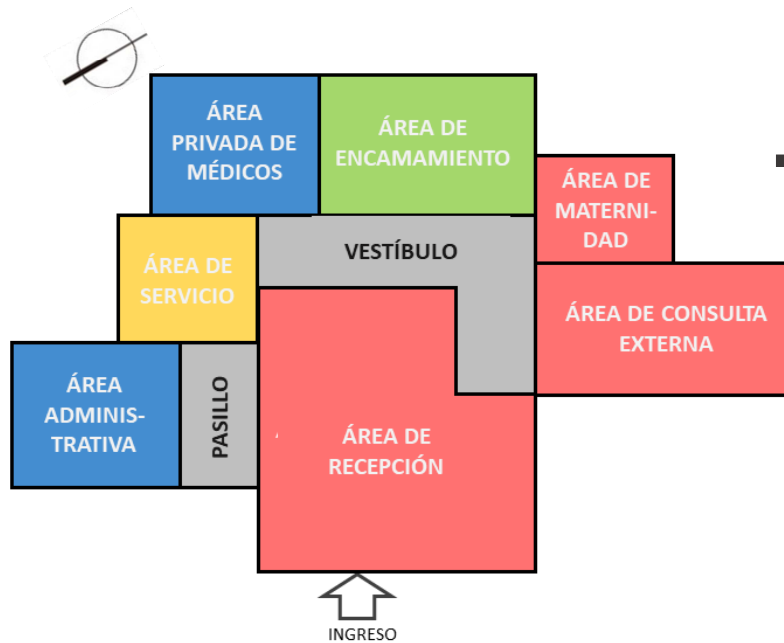 ÁREA
PRIVADA DE
MÉDICOS
ÁREA DE
ENCAMAMIENTO
ÁREA DE
MATERNI-
DAD
VESTÍBULO
ÁREA DE
SERVICIO
ÁREA DE CONSULTA
EXTERNA
ÁREA
ADMINIS-
TRATIVA
PASILLO
ÁREA DE
RECEPCIÓN
INGRESO